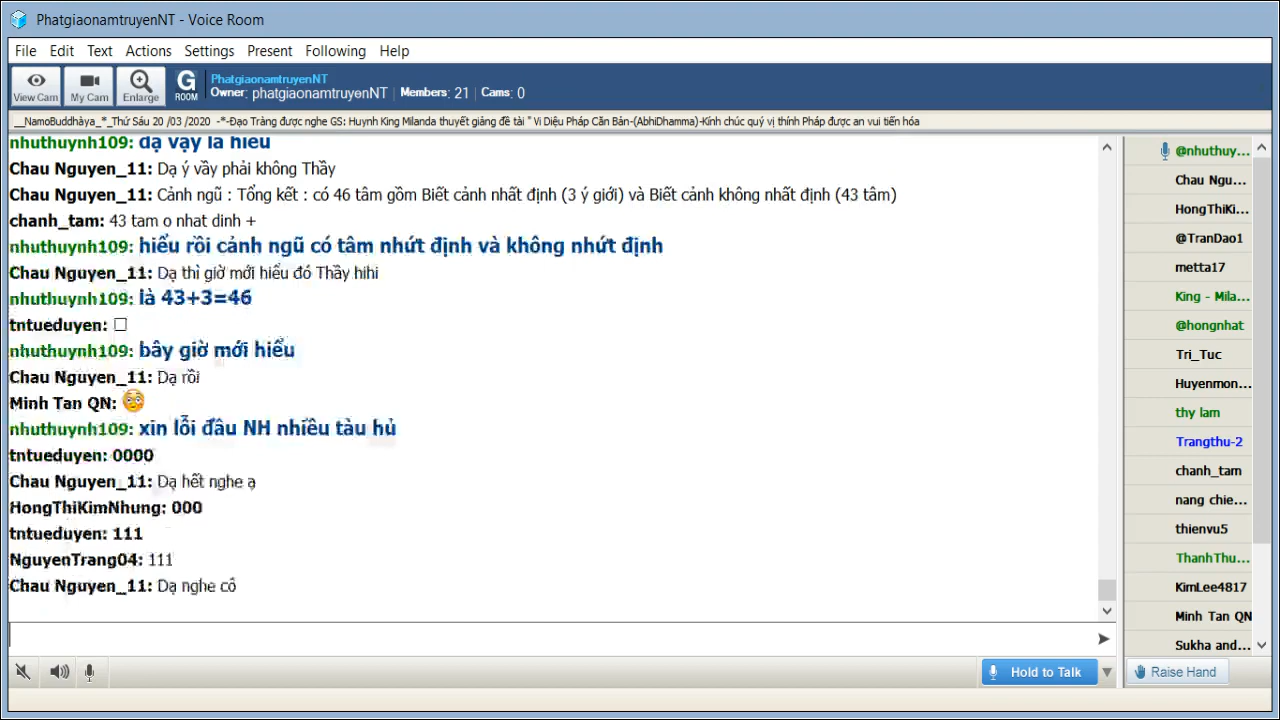 PhatgiaonamtruyenNT - Voice Room
File Edit Text Actions Settings Present Following Help
View Cam My Cam Enlarge G ROOM
PhatgiaonamtruyenNT
Owner: phatgiaonamtruyenNT Members: 21 Cams: 0
__NamoBuddhàya_*_Thứ Sáu 20 /03 /2020 -*-Đạo Tràng được nghe GS: Huynh King Milanda thuyết giảng đề tài " Vi Diệu Pháp Căn Bản-(AbhiDhamma)-Kính chúc quý vị thính Pháp được an vui tiến hóa
nhuthuynh109: dạ vậy là hiểu
Chau Nguyen_11: Dạ ý vầy phải không Thầy
Chau Nguyen_11: Cảnh ngũ : Tổng kết : có 46 tâm gồm Biết cảnh nhất định (3 ý giới) và Biết cảnh không nhất định (43 tâm)
chanh_tam: 43 tam o nhat dinh +
nhuthuynh109: hiểu rồi cảnh ngũ có tâm nhứt định và không nhứt định
Chau Nguyen_11: Dạ thì giờ mới hiểu đó Thầy hihi
nhuthuynh109: là 43+3=46
tntueduyen: □
nhuthuynh109: bây giờ mới hiểu
Chau Nguyen_11: Dạ rồi
Minh Tan QN:
nhuthuynh109: xin lỗi đầu NH nhiều tàu hủ
tntueduyen: 0000
Chau Nguyen_11: Dạ hết nghe ạ
HongThiKimNhung: 000
tntueduyen: 111
NguyenTrang04: 111
Chau Nguyen_11: Dạ nghe cô
@nhuthuy...
Chau Ngu...
HongThiKi...
@TranDao1
metta17
King - Mila...
@hongnhat
Tri_Tuc
Huyenmon...
thy lam
Trangthu-2
chanh_tam
nang chie...
thienvu5
ThanhThu...
KimLee4817
Minh Tan QN
Sukha and...
Hold to Talk
Raise Hand